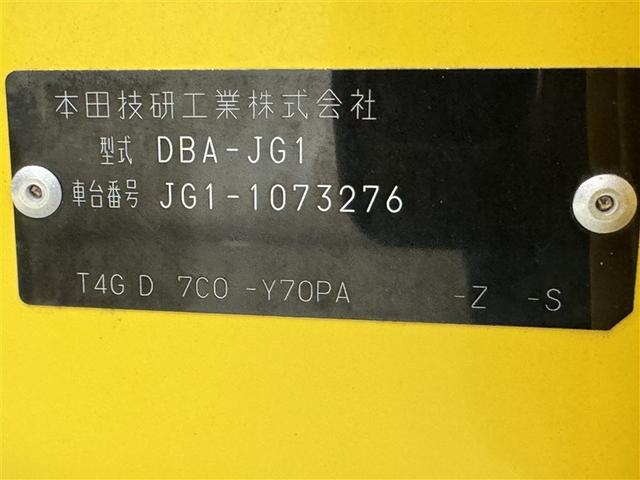 本田技研工業株式会社
型式 DBA-JG1
車台番号 JG1-1073276
T4G D 7C0 -Y70PA -Z -S